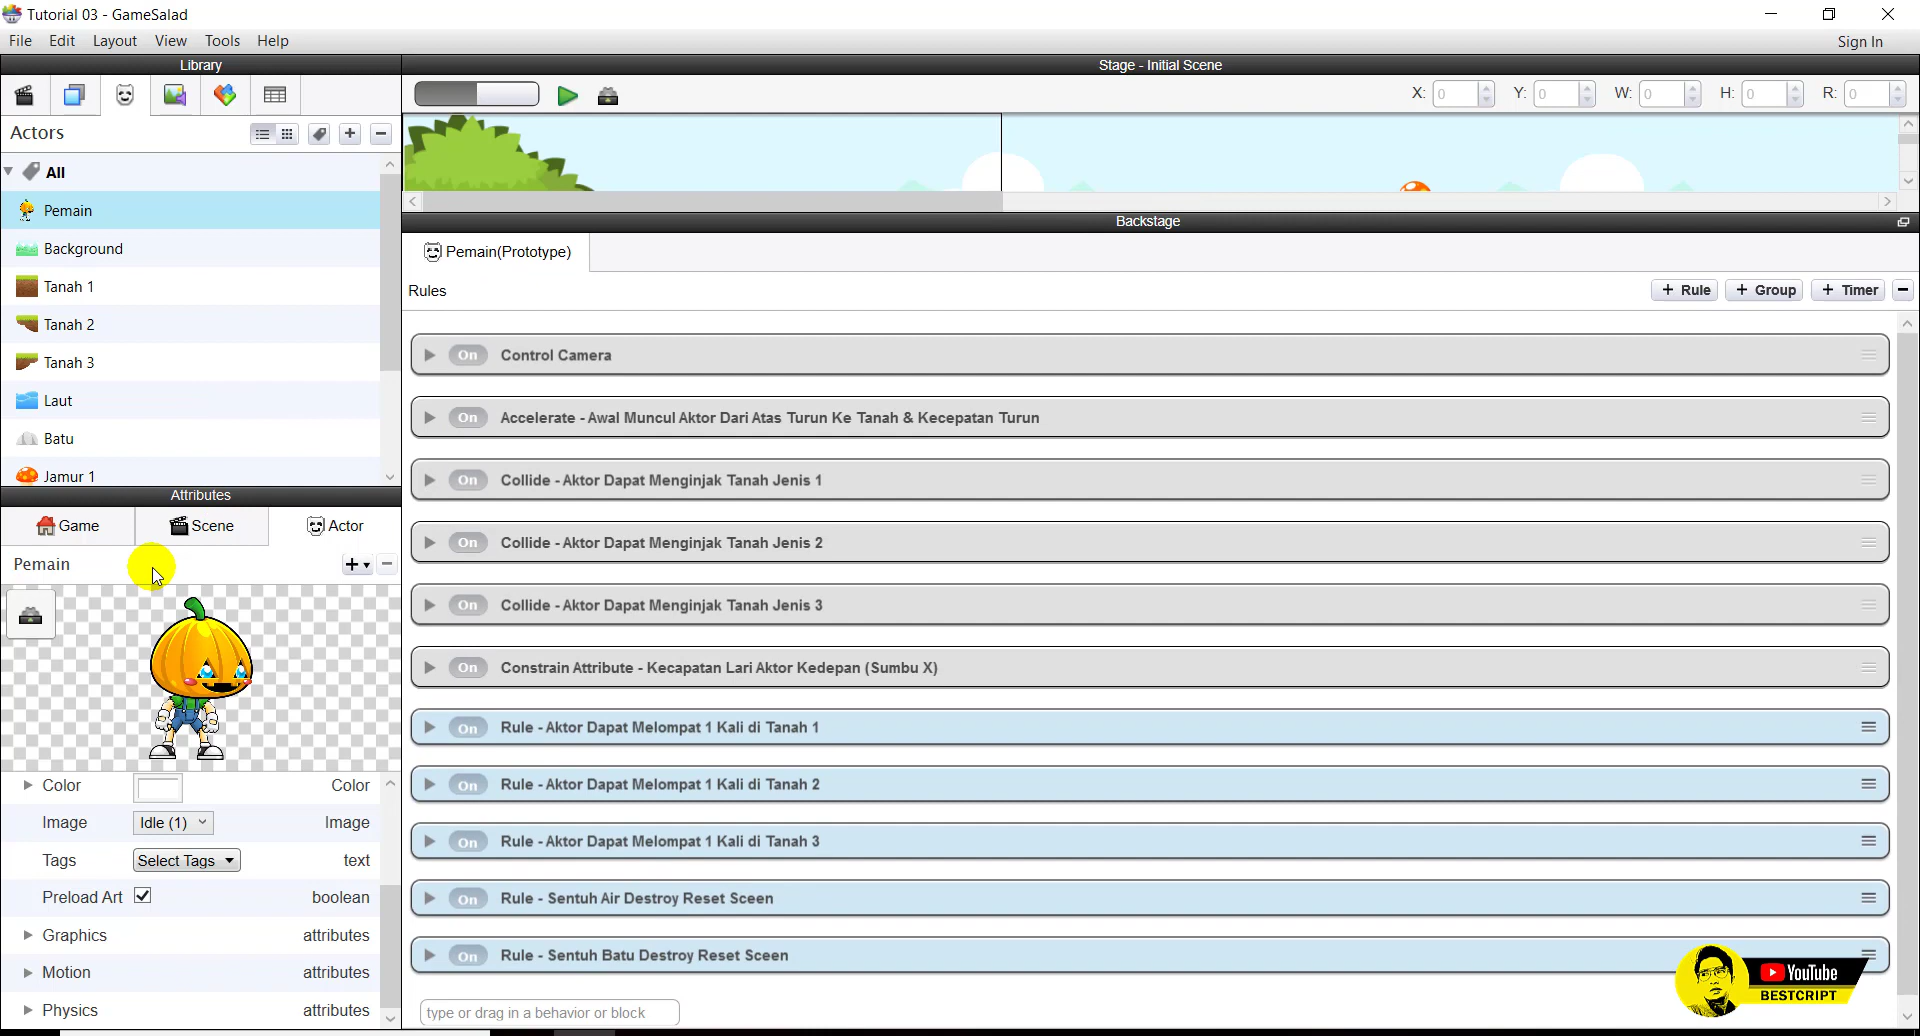 Tutorial 03 - GameSalad
File Edit Layout View Tools Help
Sign In
Library
Stage - Initial Scene
X: 0 Y: 0 W: 0 H: 0 R: 0
Actors
All
Pemain
Background
Tanah 1
Tanah 2
Tanah 3
Laut
Batu
Jamur 1
Attributes
Game Scene Actor
Pemain
Color Color
Image Idle (1) Image
Tags Select Tags text
Preload Art boolean
Graphics attributes
Motion attributes
Physics attributes
Backstage
Pemain(Prototype)
Rules
+ Rule + Group + Timer
On Control Camera
On Accelerate - Awal Muncul Aktor Dari Atas Turun Ke Tanah & Kecepatan Turun
On Collide - Aktor Dapat Menginjak Tanah Jenis 1
On Collide - Aktor Dapat Menginjak Tanah Jenis 2
On Collide - Aktor Dapat Menginjak Tanah Jenis 3
On Constrain Attribute - Kecapatan Lari Aktor Kedepan (Sumbu X)
On Rule - Aktor Dapat Melompat 1 Kali di Tanah 1
On Rule - Aktor Dapat Melompat 1 Kali di Tanah 2
On Rule - Aktor Dapat Melompat 1 Kali di Tanah 3
On Rule - Sentuh Air Destroy Reset Sceen
On Rule - Sentuh Batu Destroy Reset Sceen
type or drag in a behavior or block
YouTube
BESTCRIPT